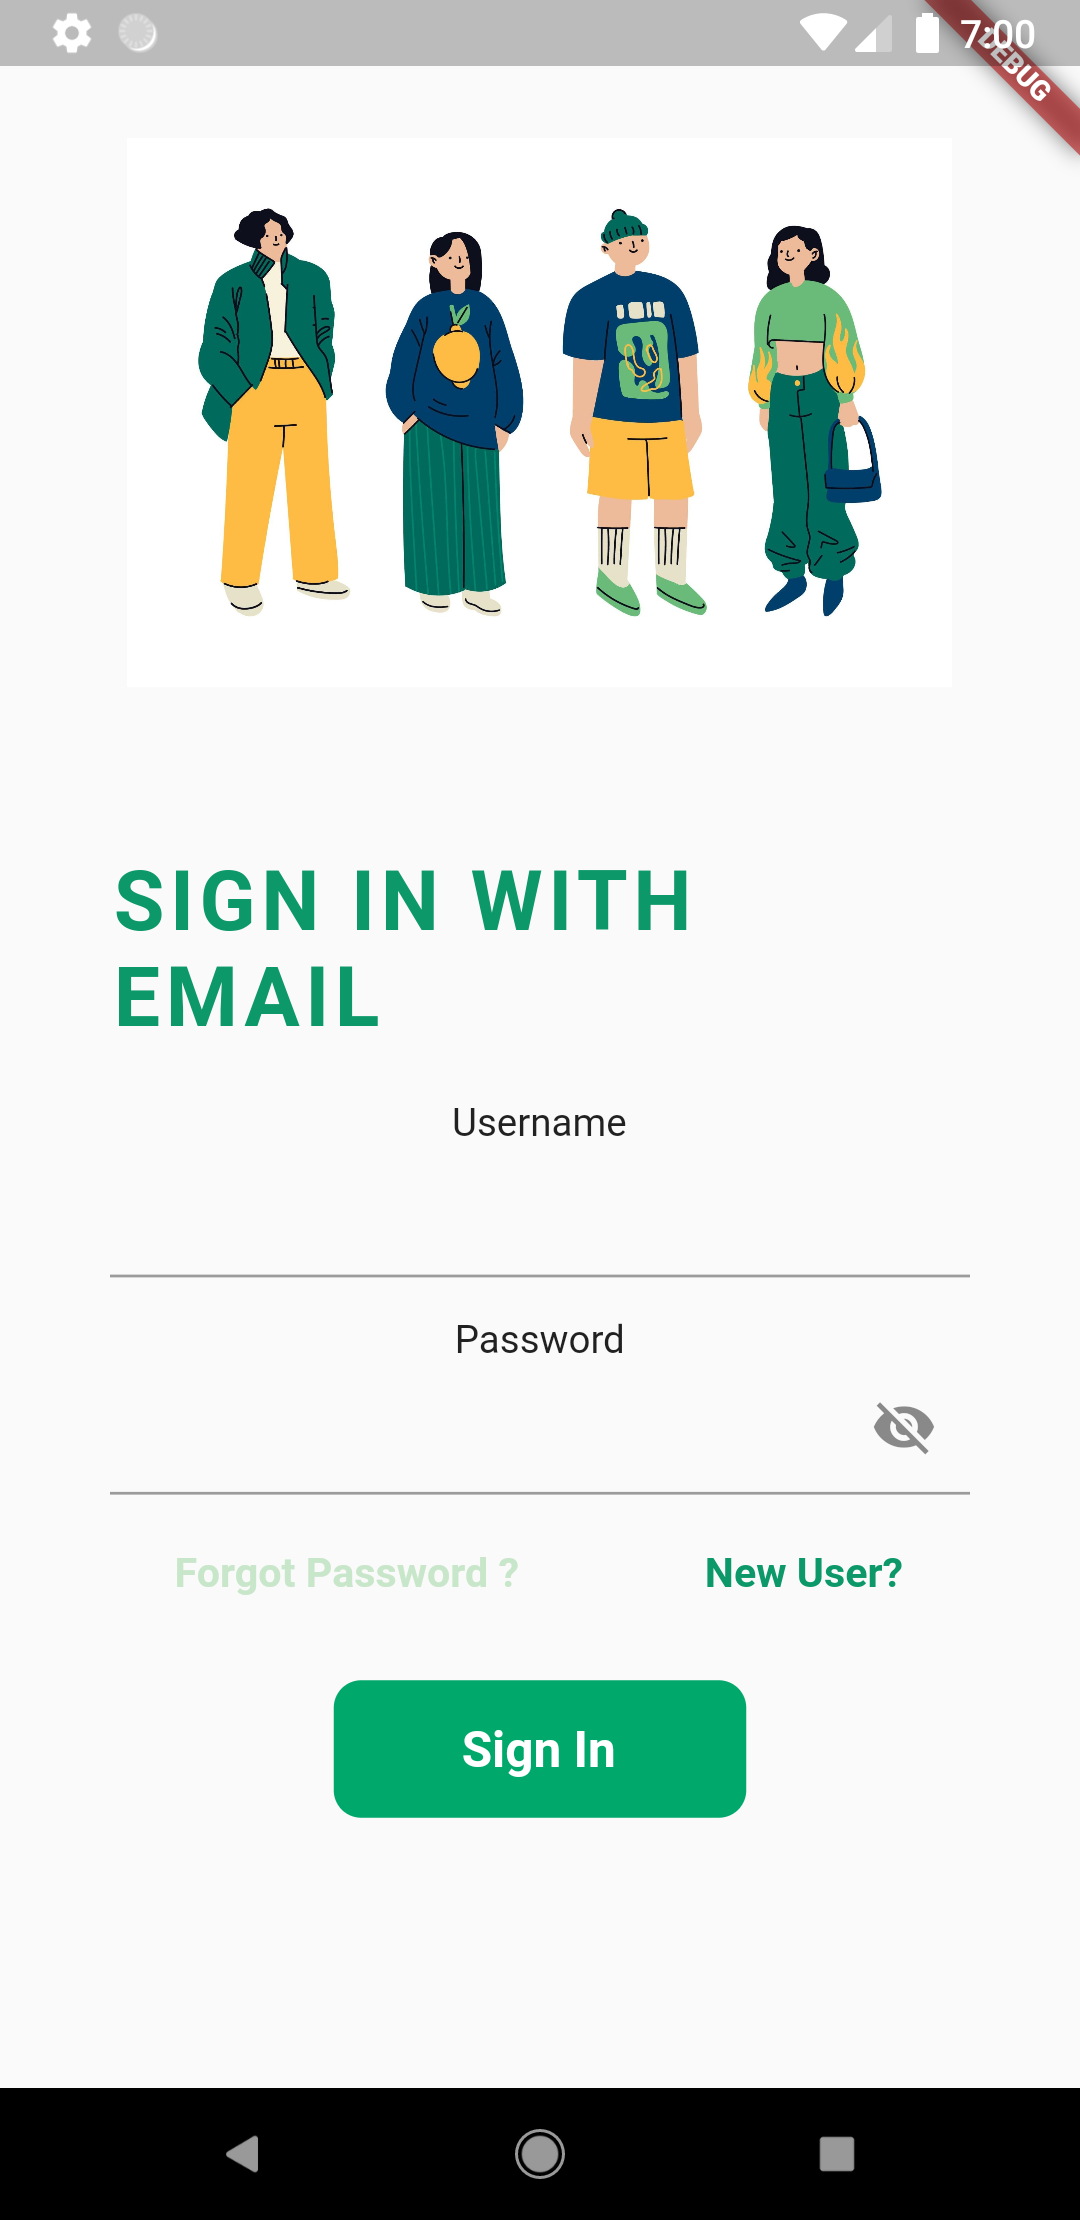 7:00
DEBUG
SIGN IN WITH
EMAIL
Username
Password
Forgot Password ?
New User?
Sign In